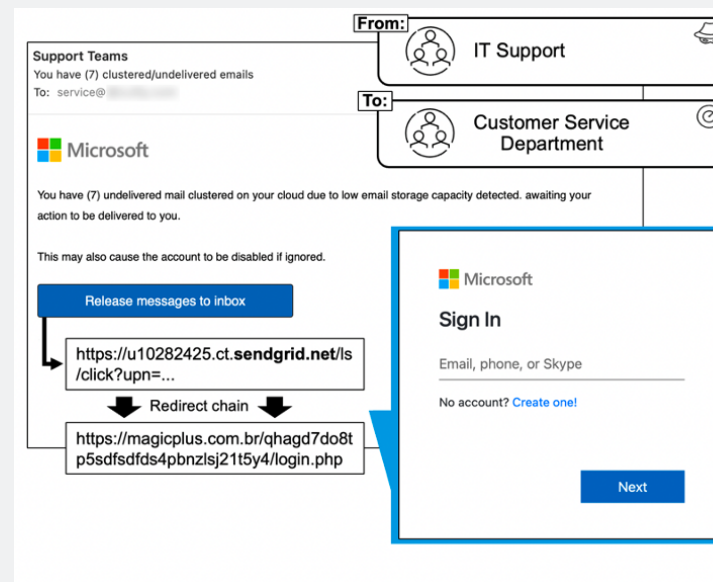 From:
IT Support
Support Teams
You have (7) clustered/undelivered emails
To: service@
To:
Customer Service
Department
Microsoft
You have (7) undelivered mail clustered on your cloud due to low email storage capacity detected. awaiting your
action to be delivered to you.
This may also cause the account to be disabled if ignored.
Release messages to inbox
https://u10282425.ct.sendgrid.net/ls
/click?upn=...
Redirect chain
https://magicplus.com.br/qhagd7do8t
p5sdfsdfds4pbnzlsj21t5y4/login.php
Microsoft
Sign In
Email, phone, or Skype
No account? Create one!
Next